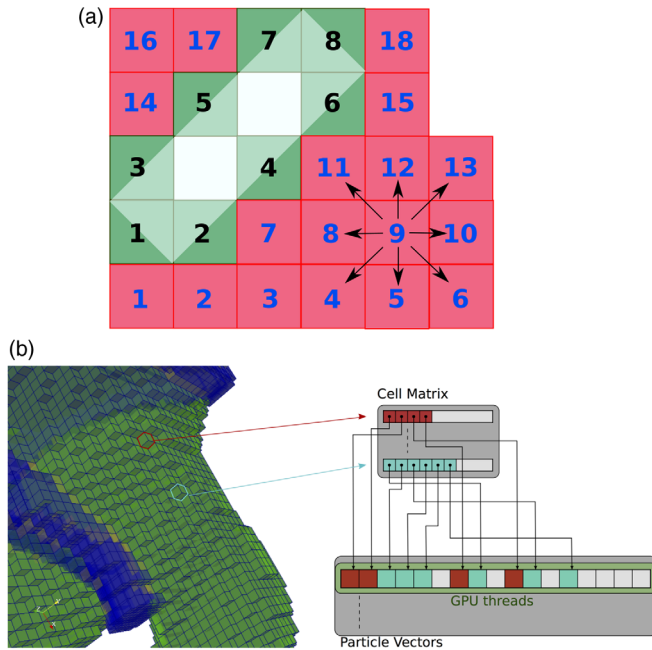 (a)
16 17 7 8 18
14 5 6 15
3 4 11 12 13
1 2 7 8 9 10
1 2 3 4 5 6
(b)
Cell Matrix
GPU threads
Particle Vectors